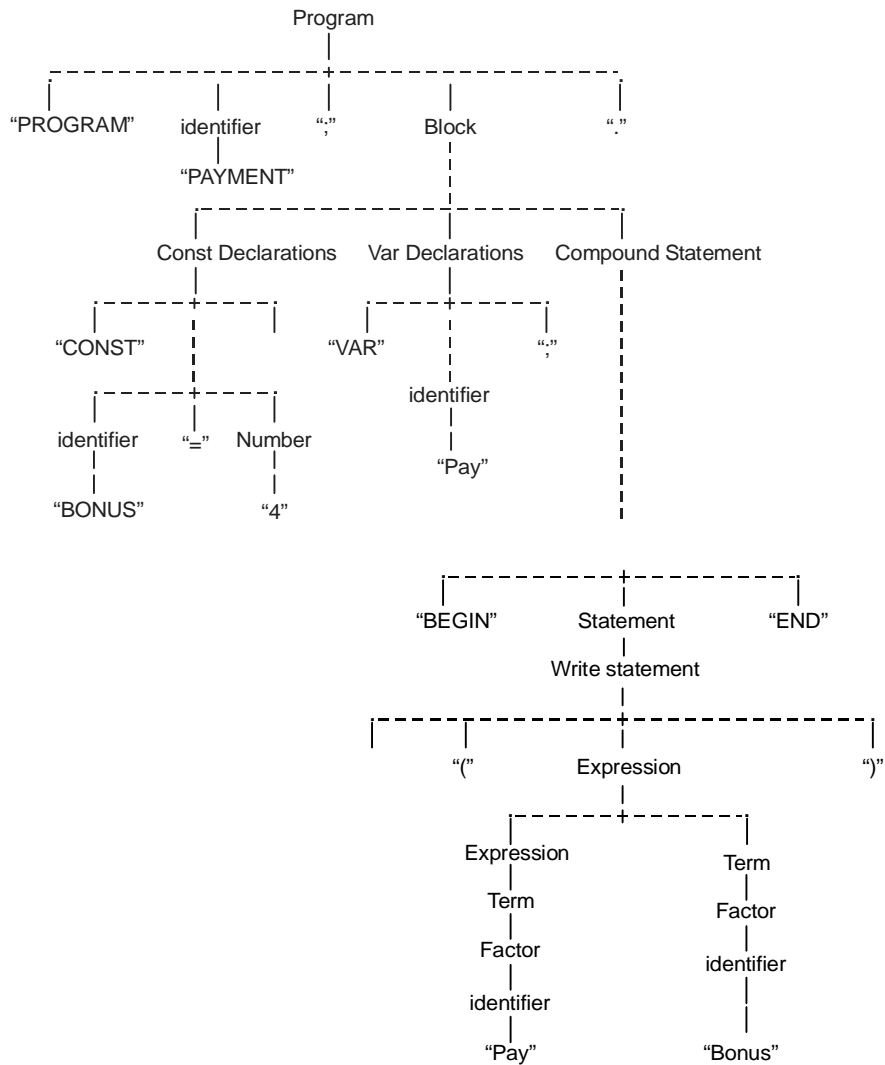 Program
“PROGRAM” identifier “;” Block “.”
“PAYMENT”
Const Declarations Var Declarations Compound Statement
“CONST” “VAR” “;”
identifier
identifier “=” Number
“Pay”
“BONUS” “4”
“BEGIN” Statement “END”
Write statement
“(” Expression “)”
Expression Term
Term Factor
Factor identifier
identifier
“Pay” “Bonus”